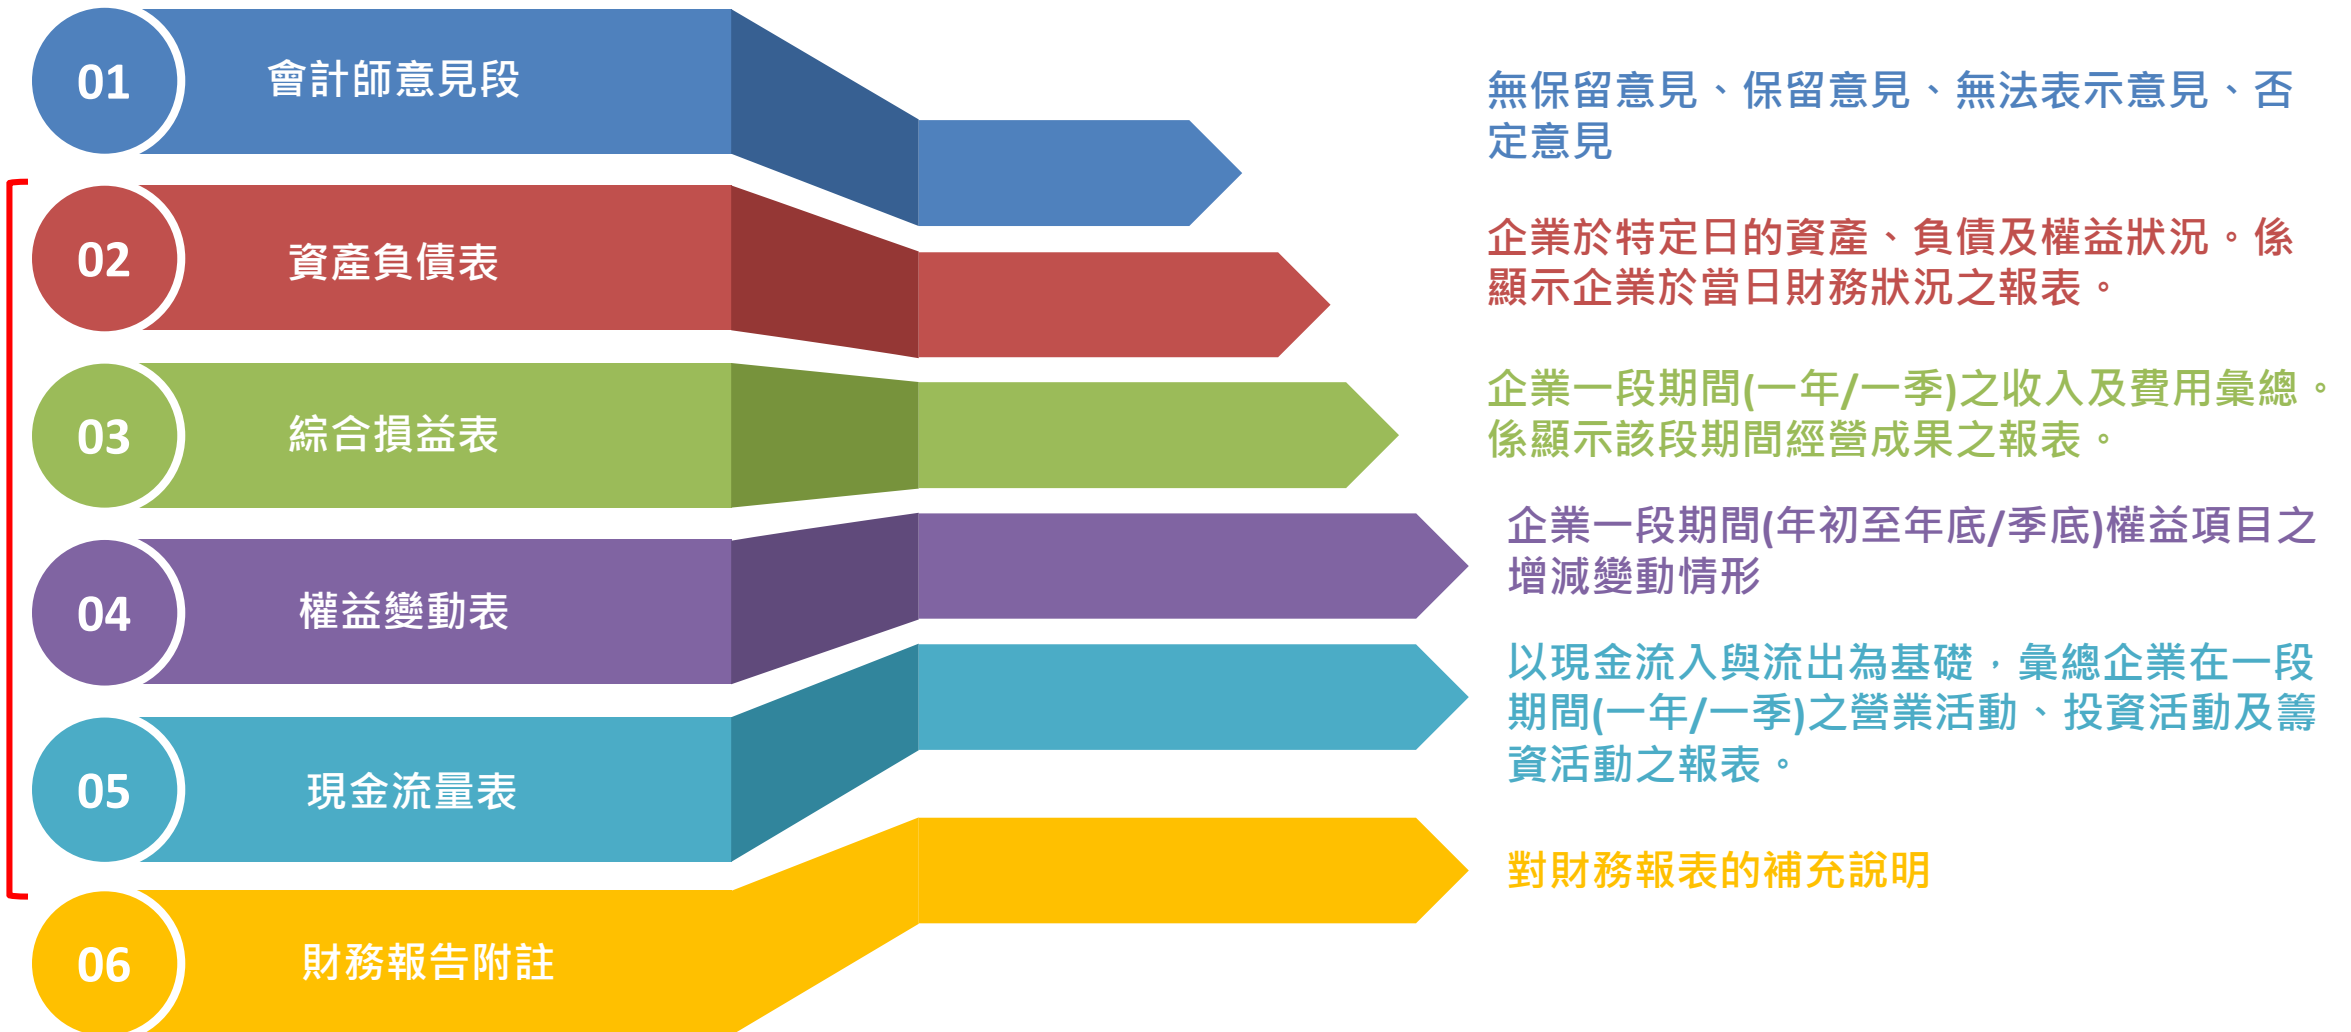 01
會計師意見段
無保留意見、保留意見、無法表示意見、否
定意見
02
資產負債表
企業於特定日的資產、負債及權益狀況。係
顯示企業於當日財務狀況之報表。
03
綜合損益表
企業一段期間(一年/一季)之收入及費用彙總。
係顯示該段期間經營成果之報表。
04
權益變動表
企業一段期間(年初至年底/季底)權益項目之
增減變動情形
05
現金流量表
以現金流入與流出為基礎，彙總企業在一段
期間(一年/一季)之營業活動、投資活動及籌
資活動之報表。
06
財務報告附註
對財務報表的補充說明